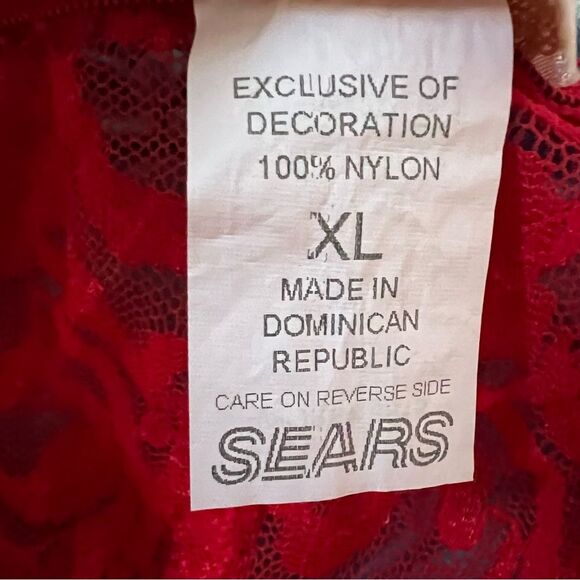 EXCLUSIVE OF
DECORATION
100% NYLON
XL
MADE IN
DOMINICAN
REPUBLIC
CARE ON REVERSE SIDE
SEARS